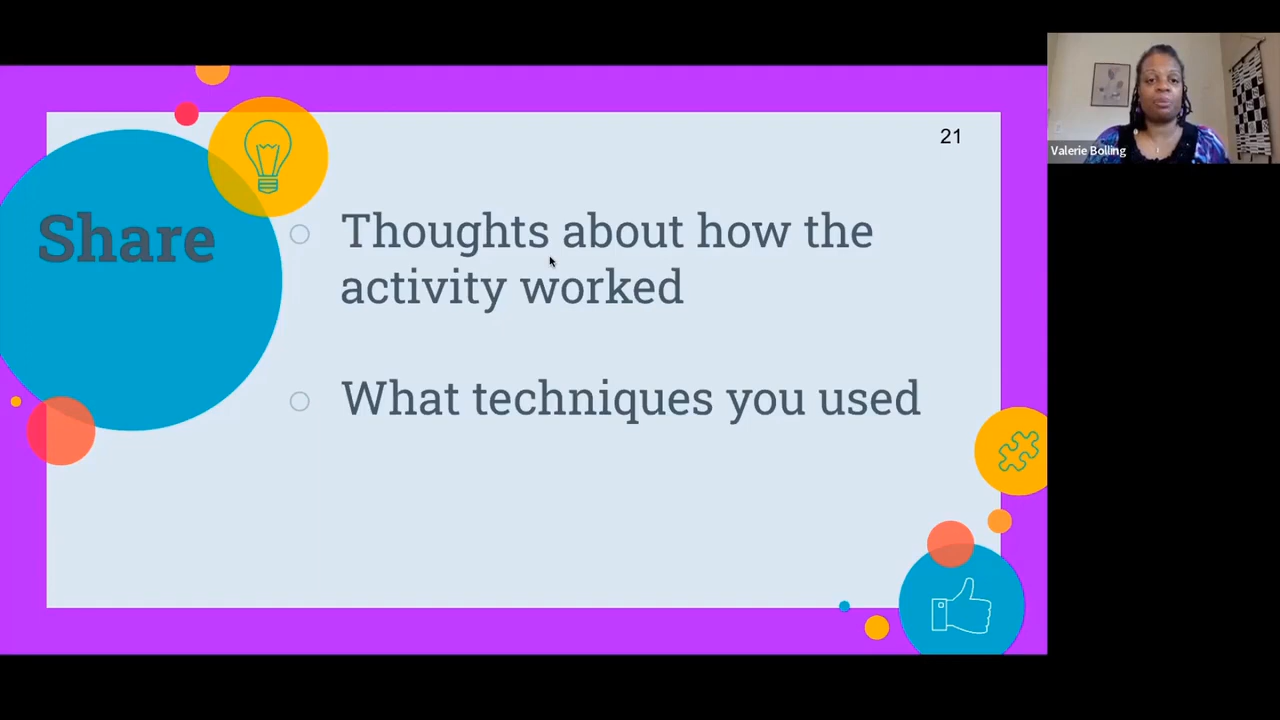 21
Share
Thoughts about how the
activity worked
What techniques you used
Valerie Bolling